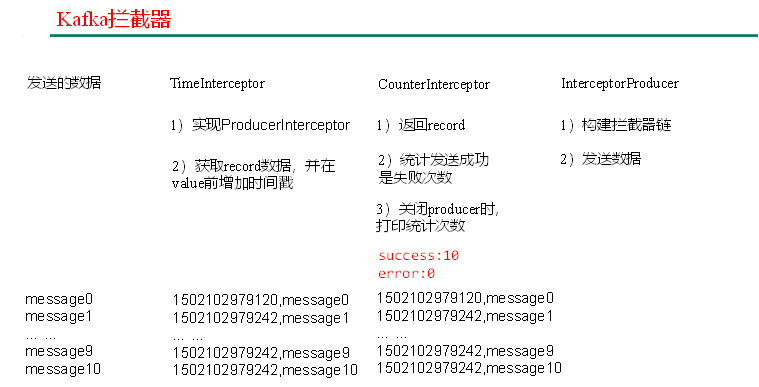 Kafka拦截器
发送的数据
TimeInterceptor
CounterInterceptor
InterceptorProducer
1）实现ProducerInterceptor
2）获取record数据，并在
value前增加时间戳
1）返回record
2）统计发送成功
是失败次数
3）关闭producer时，
打印统计次数
success:10
error:0
1）构建拦截器链
2）发送数据
message0
1502102979120,message0
1502102979120,message0
message1
1502102979242,message1
1502102979242,message1
... ...
... ...
... ...
message9
1502102979242,message9
1502102979242,message9
message10
1502102979242,message10
1502102979242,message10